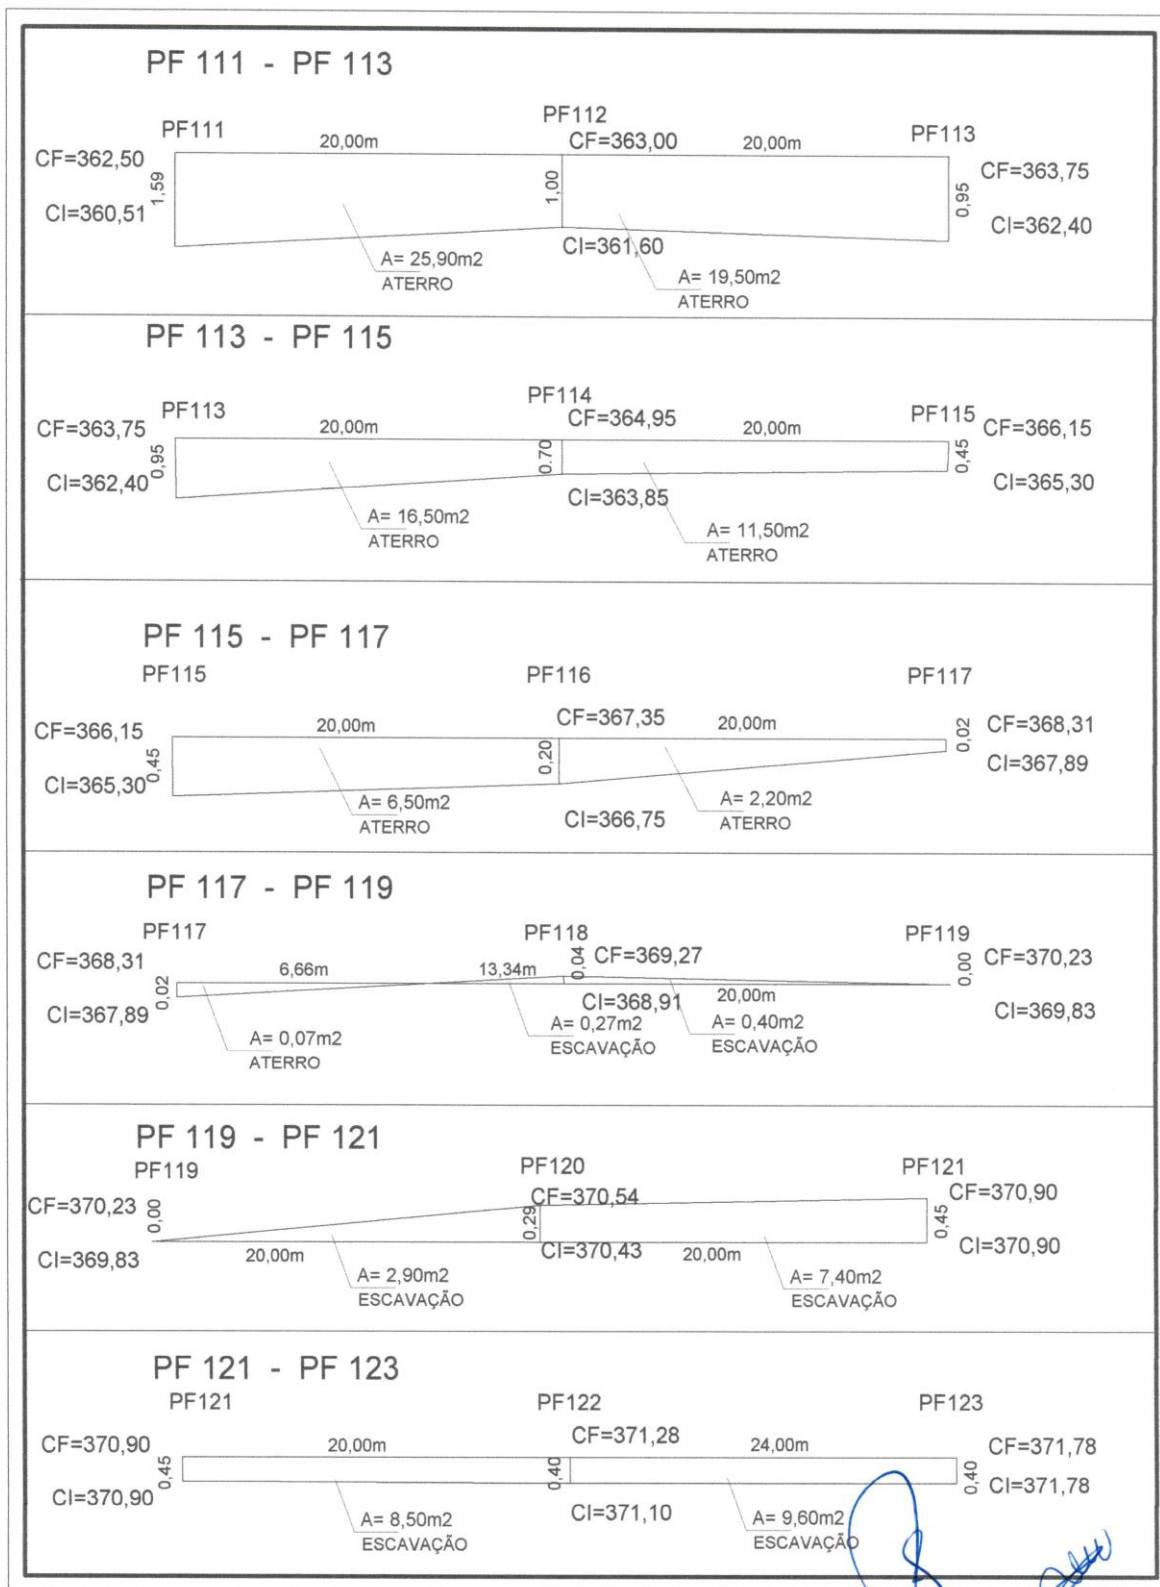 PF 111 - PF 113
PF111
20,00m
PF112
CF=363,00
20,00m
PF113
CF=362,50
1,59
CI=360,51
1,00
CI=361,60
CF=363,75
0,95
CI=362,40
A= 25,90m2
ATERRO
A= 19,50m2
ATERRO
PF 113 - PF 115
PF113
20,00m
PF114
CF=364,95
20,00m
PF115
CF=363,75
0,95
CI=362,40
0.70
CI=363,85
CF=366,15
0,45
CI=365,30
A= 16,50m2
ATERRO
A= 11,50m2
ATERRO
PF 115 - PF 117
PF115
PF116
PF117
CF=366,15
20,00m
CF=367,35
20,00m
CF=368,31
0,45
CI=365,30
0,20
CI=366,75
0,02
CI=367,89
A= 6,50m2
ATERRO
A= 2,20m2
ATERRO
PF 117 - PF 119
PF117
PF118
PF119
CF=368,31
6,66m
13,34m
0,04
CF=369,27
0,00
CF=370,23
0,02
CI=367,89
CI=368,91
20,00m
CI=369,83
A= 0,07m2
ATERRO
A= 0,27m2
ESCAVAÇÃO
A= 0,40m2
ESCAVAÇÃO
PF 119 - PF 121
PF119
PF120
PF121
CF=370,23
0,00
CF=370,54
CF=370,90
0,29
0,45
CI=369,83
20,00m
CI=370,43
20,00m
CI=370,90
A= 2,90m2
ESCAVAÇÃO
A= 7,40m2
ESCAVAÇÃO
PF 121 - PF 123
PF121
PF122
PF123
CF=370,90
20,00m
CF=371,28
24,00m
CF=371,78
0,45
0,40
0,40
CI=370,90
CI=371,10
CI=371,78
A= 8,50m2
ESCAVAÇÃO
A= 9,60m2
ESCAVAÇÃO